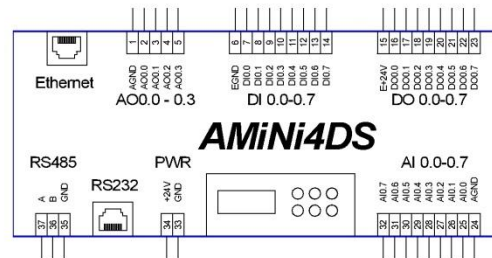 1 2 3 4 5
6 7 8 9 10 11 12 13 14
15 16 17 18 19 20 21 22 23
AGND AO0.0 AO0.1 AO0.2 AO0.3
EGND DI0.0 DI0.1 DI0.2 DI0.3 DI0.4 DI0.5 DI0.6 DI0.7
E+24V DO0.0 DO0.1 DO0.2 DO0.3 DO0.4 DO0.5 DO0.6 DO0.7
Ethernet
AO0.0 - 0.3
DI 0.0-0.7
DO 0.0-0.7
AMiNi4DS
RS485
PWR
AI 0.0-0.7
RS232
A B GND
+24V GND
AI0.7 AI0.6 AI0.5 AI0.4 AI0.3 AI0.2 AI0.1 AI0.0 AGND
37 36 35
34 33
32 31 30 29 28 27 26 25 24